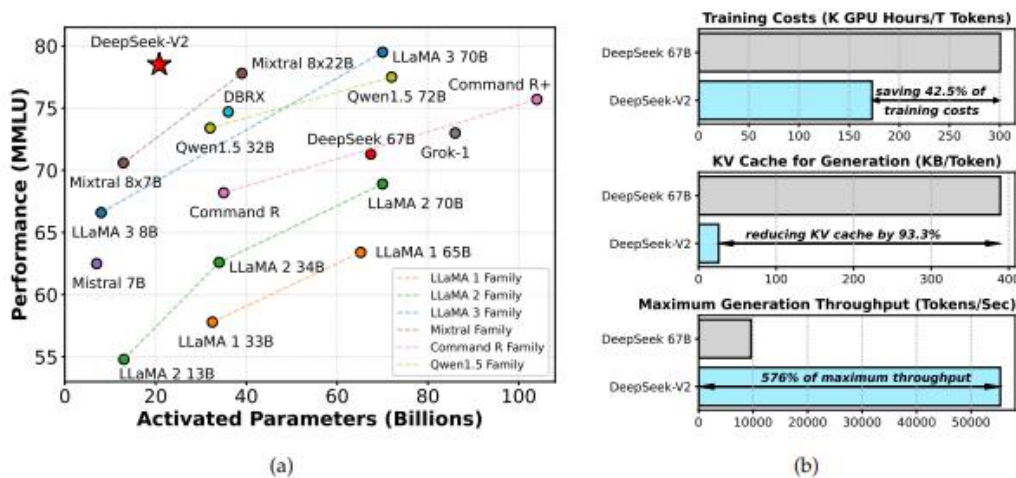 80
75
70
65
60
55
Performance (MMLU)
DeepSeek-V2
Mixtral 8x22B
LLaMA 3 70B
DBRX
Command R+
Qwen1.5 72B
Qwen1.5 32B
DeepSeek 67B
Grok-1
Mixtral 8x7B
Command R
LLaMA 2 70B
LLaMA 3 8B
Mistral 7B
LLaMA 2 34B
LLaMA 1 65B
LLaMA 1 33B
LLaMA 2 13B
LLaMA 1 Family
LLaMA 2 Family
LLaMA 3 Family
Mixtral Family
Command R Family
Qwen1.5 Family
0 20 40 60 80 100
Activated Parameters (Billions)
(a)
Training Costs (K GPU Hours/T Tokens)
DeepSeek 67B
DeepSeek-V2
saving 42.5% of
training costs
0 50 100 150 200 250 300
KV Cache for Generation (KB/Token)
DeepSeek 67B
DeepSeek-V2
reducing KV cache by 93.3%
0 100 200 300 400
Maximum Generation Throughput (Tokens/Sec)
DeepSeek 67B
DeepSeek-V2
576% of maximum throughput
0 10000 20000 30000 40000 50000
(b)